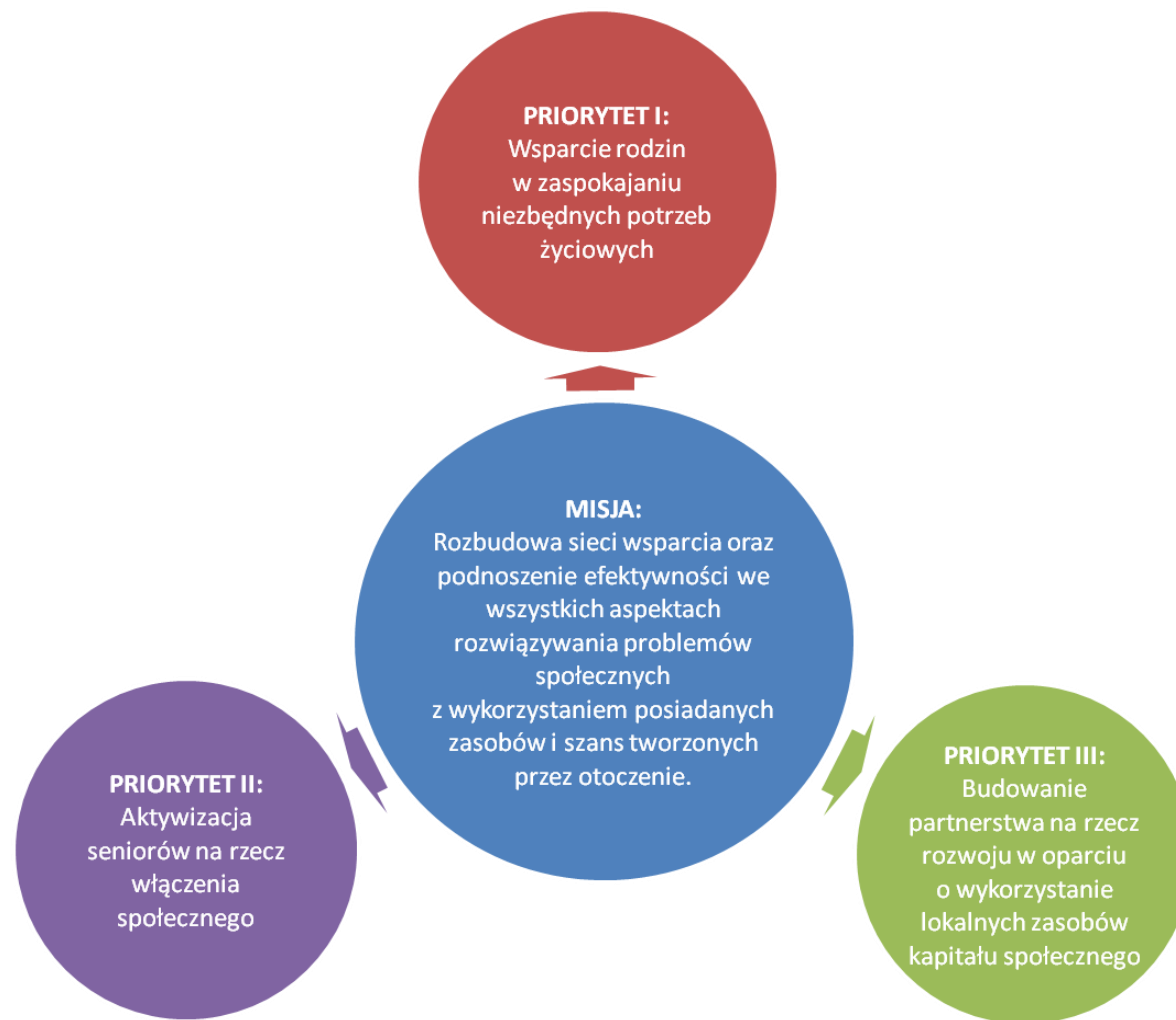 PRIORYTET I:
Wsparcie rodzin
w zaspokajaniu
niezbędnych potrzeb
życiowych
MISJA:
Rozbudowa sieci wsparcia oraz
podnoszenie efektywności we
wszystkich aspektach
rozwiązywania problemów
społecznych
z wykorzystaniem posiadanych
zasobów i szans tworzonych
przez otoczenie.
PRIORYTET II:
Aktywizacja
seniorów na rzecz
włączenia
społecznego
PRIORYTET III:
Budowanie
partnerstwa na rzecz
rozwoju w oparciu
o wykorzystanie
lokalnych zasobów
kapitału społecznego